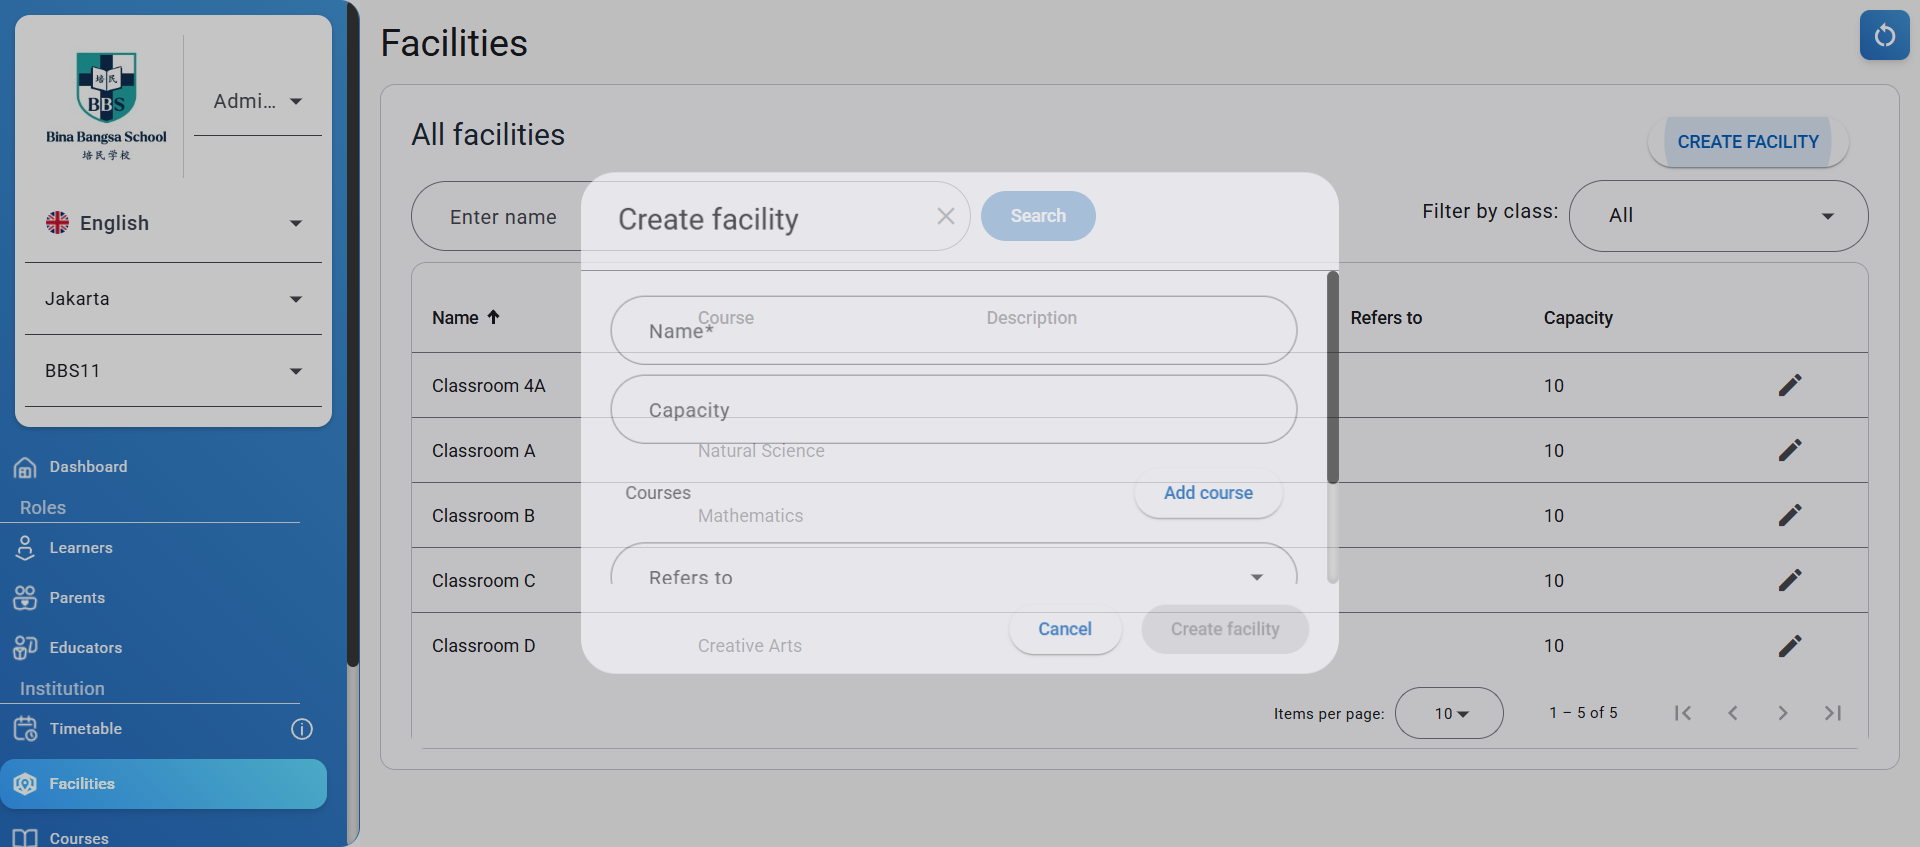 培民
BBS
Bina Bangsa School
培民学校
Admi...
English
Jakarta
BBS11
Dashboard
Roles
Learners
Parents
Educators
Institution
Timetable
Facilities
Courses
Facilities
All facilities
CREATE FACILITY
Enter name
Search
Filter by class:
All
Create facility
Name*
Capacity
Courses
Add course
Refers to
Cancel
Create facility
Name
Course
Description
Refers to
Capacity
Classroom 4A
10
Classroom A
Natural Science
10
Classroom B
Mathematics
10
Classroom C
10
Classroom D
Creative Arts
10
Items per page:
10
1 – 5 of 5